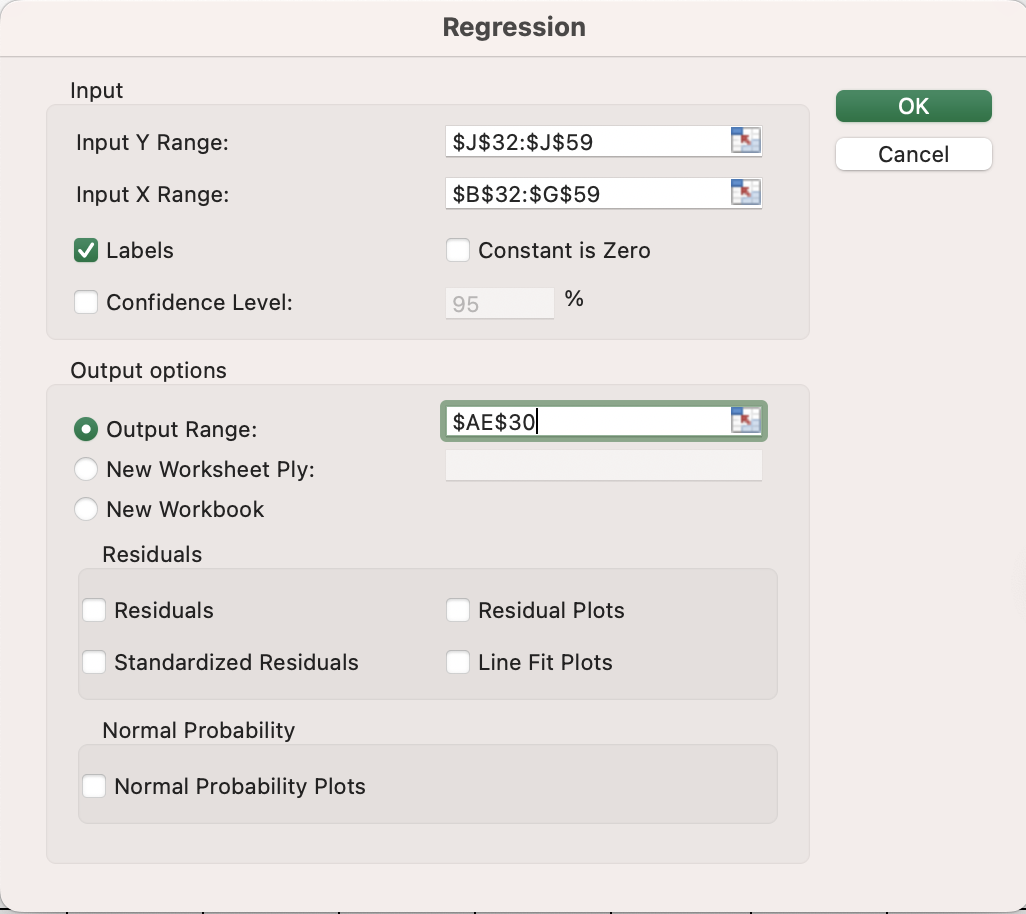 Regression
Input
OK
Input Y Range: $J$32:$J$59
Cancel
Input X Range: $B$32:$G$59
Labels Constant is Zero
Confidence Level: 95 %
Output options
Output Range: $AE$30
New Worksheet Ply:
New Workbook
Residuals
Residuals Residual Plots
Standardized Residuals Line Fit Plots
Normal Probability
Normal Probability Plots